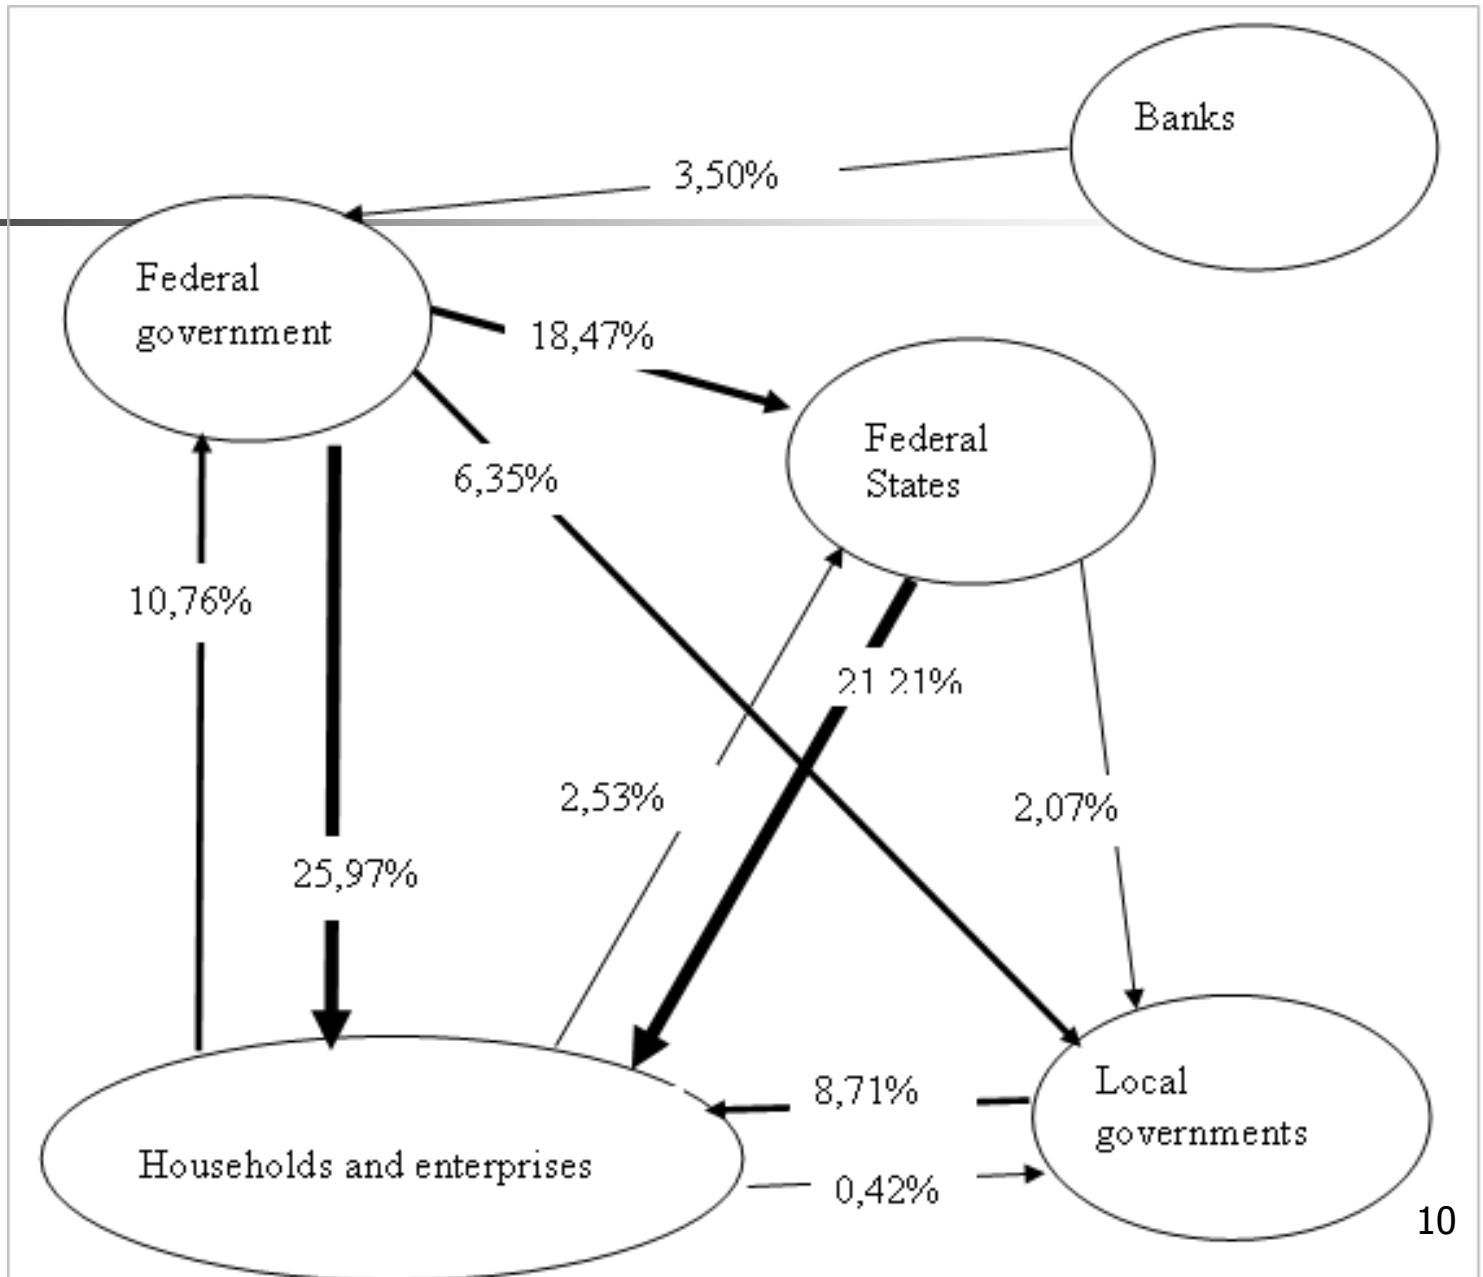 Banks
3,50%
Federal
government
18,47%
Federal
States
6,35%
10,76%
21 21%
2,53%
2,07%
25,97%
Local
governments
8,71%
Households and enterprises
0,42%
10